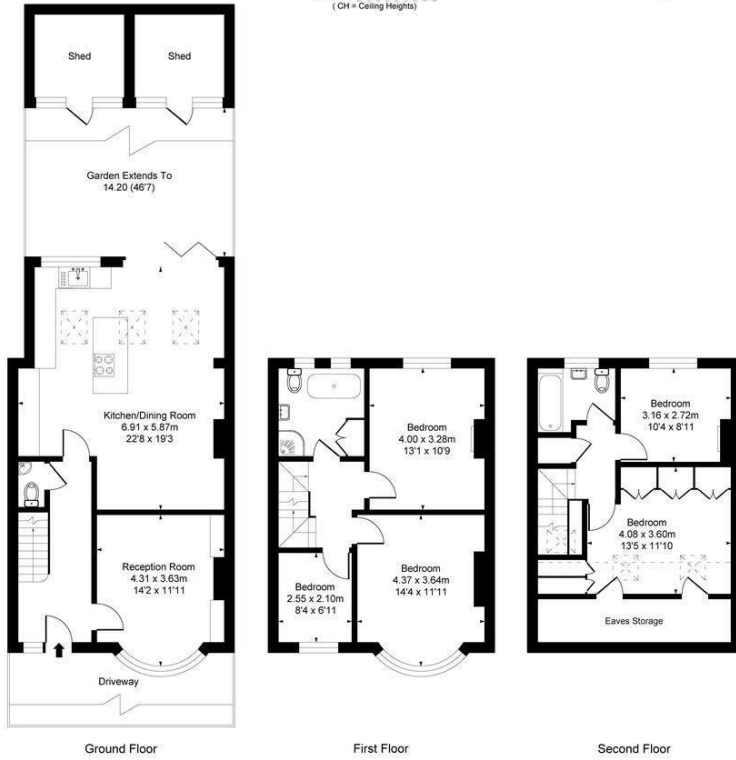 ( CH = Ceiling Heights)
Shed
Shed
Garden Extends To
14.20 (46'7)
Kitchen/Dining Room
6.91 x 5.87m
22'8 x 19'3
Reception Room
4.31 x 3.63m
14'2 x 11'11
Driveway
Ground Floor
Bedroom
4.00 x 3.28m
13'1 x 10'9
Bedroom
2.55 x 2.10m
8'4 x 6'11
Bedroom
4.37 x 3.64m
14'4 x 11'11
First Floor
Bedroom
3.16 x 2.72m
10'4 x 8'11
Bedroom
4.08 x 3.60m
13'5 x 11'10
Eaves Storage
Second Floor